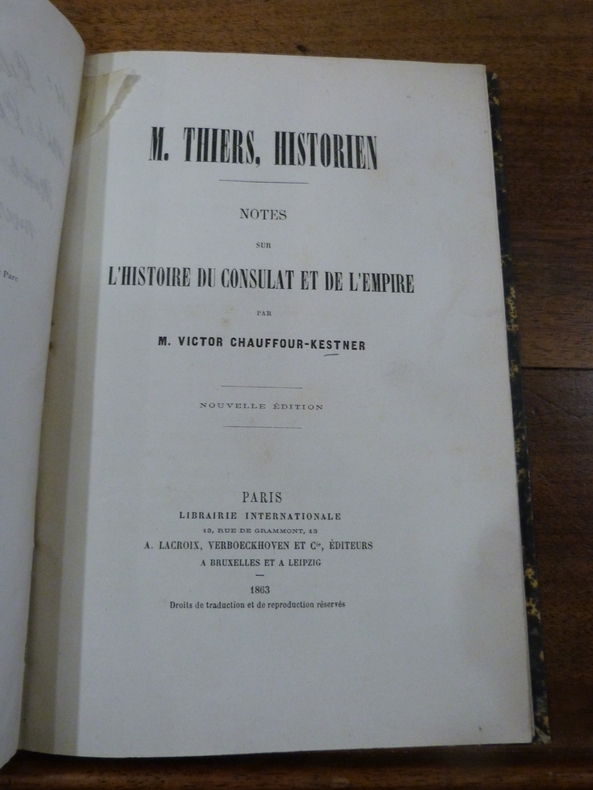 M. THIERS, HISTORIEN
NOTES
SUR
L'HISTOIRE DU CONSULAT ET DE L'EMPIRE
PAR
M. VICTOR CHAUFFOUR-KESTNER
NOUVELLE ÉDITION
PARIS
LIBRAIRIE INTERNATIONALE
13, RUE DE GRAMMONT, 13
A. LACROIX, VERBOECKHOVEN ET Cie, ÉDITEURS
A BRUXELLES ET A LEIPZIG
1863
Droits de traduction et de reproduction réservés